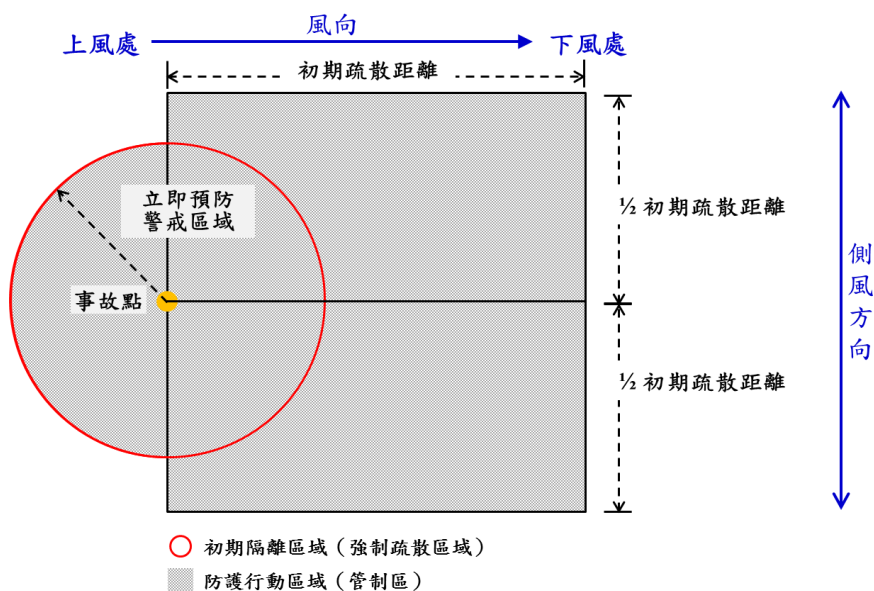 風向
上風處
下風處
初期疏散距離
立即預防
警戒區域
½ 初期疏散距離
事故點
側風方向
½ 初期疏散距離
初期隔離區域（強制疏散區域）
防護行動區域（管制區）